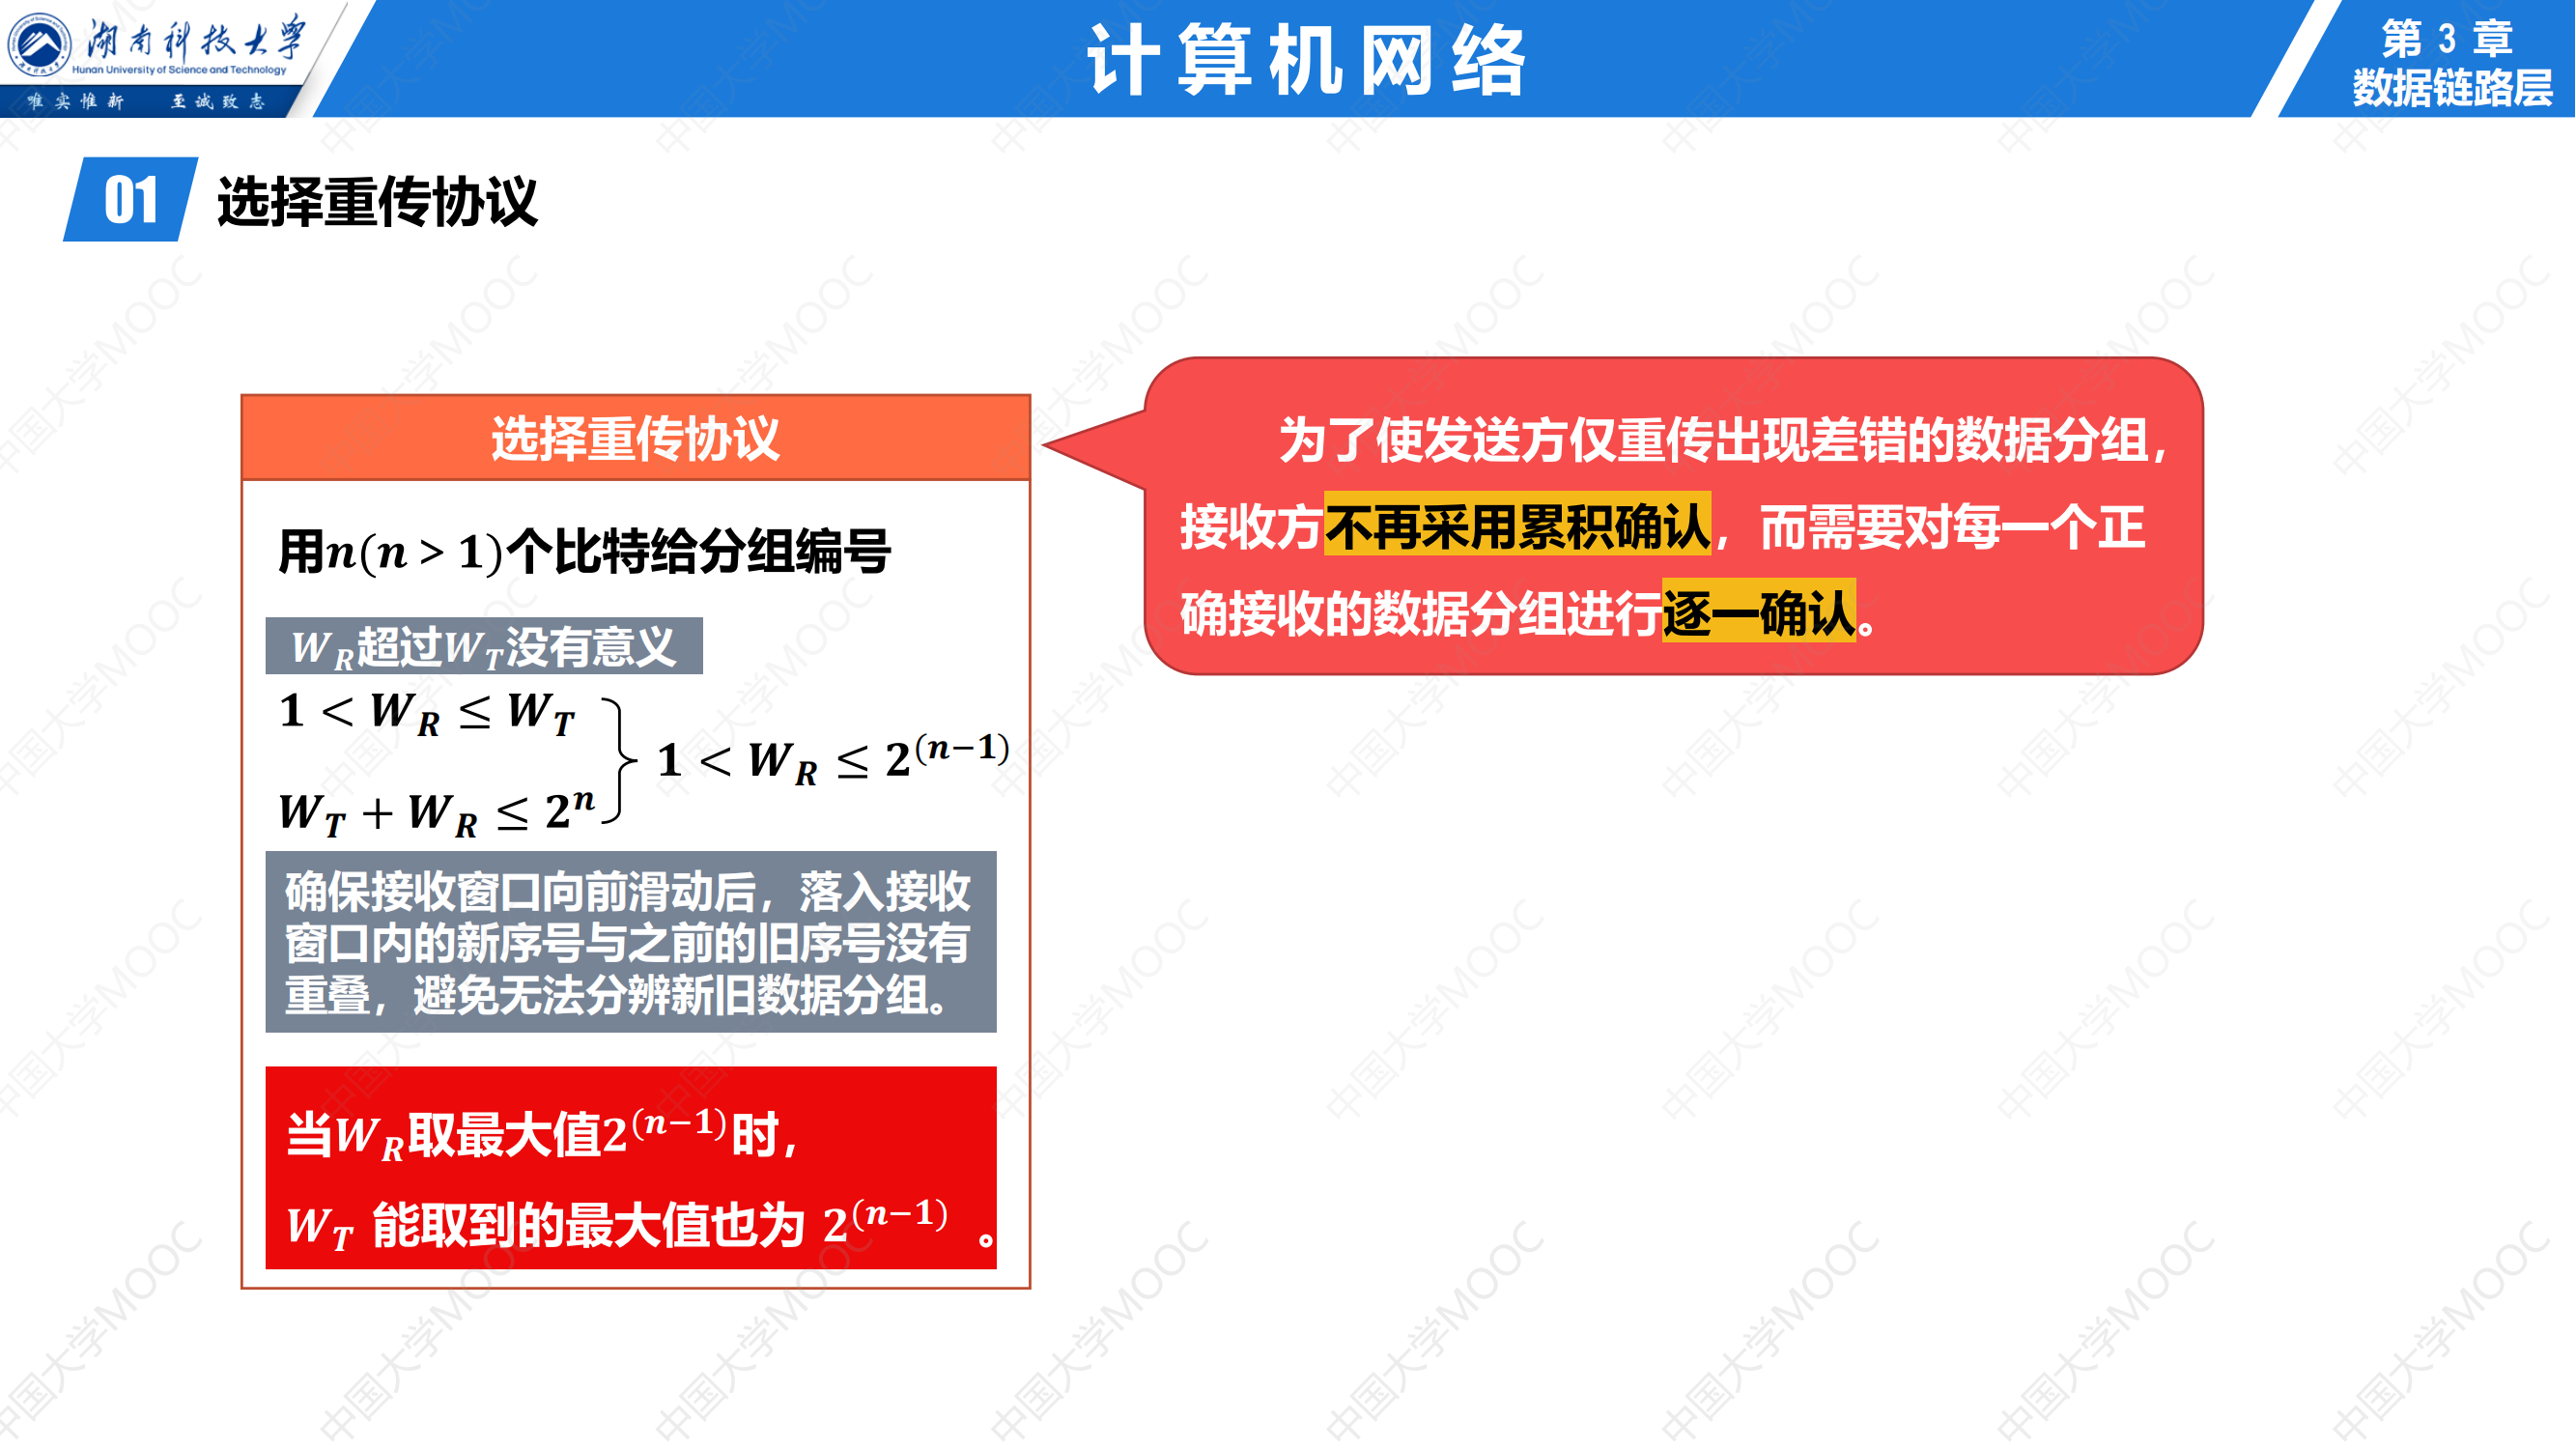 湖南科技大学
Hunan University of Science and Technology
唯实惟新 至诚致志
计算机网络
第 3 章
数据链路层
01 选择重传协议
选择重传协议
用n(n > 1)个比特给分组编号
W_R超过W_T没有意义
1 < W_R ≤ W_T
W_T + W_R ≤ 2^n
1 < W_R ≤ 2^(n−1)
确保接收窗口向前滑动后，落入接收
窗口内的新序号与之前的旧序号没有
重叠，避免无法分辨新旧数据分组。
当W_R取最大值2^(n−1)时，
W_T 能取到的最大值也为 2^(n−1) 。
为了使发送方仅重传出现差错的数据分组，
接收方不再采用累积确认，而需要对每一个正
确接收的数据分组进行逐一确认。
中国大学MOOC